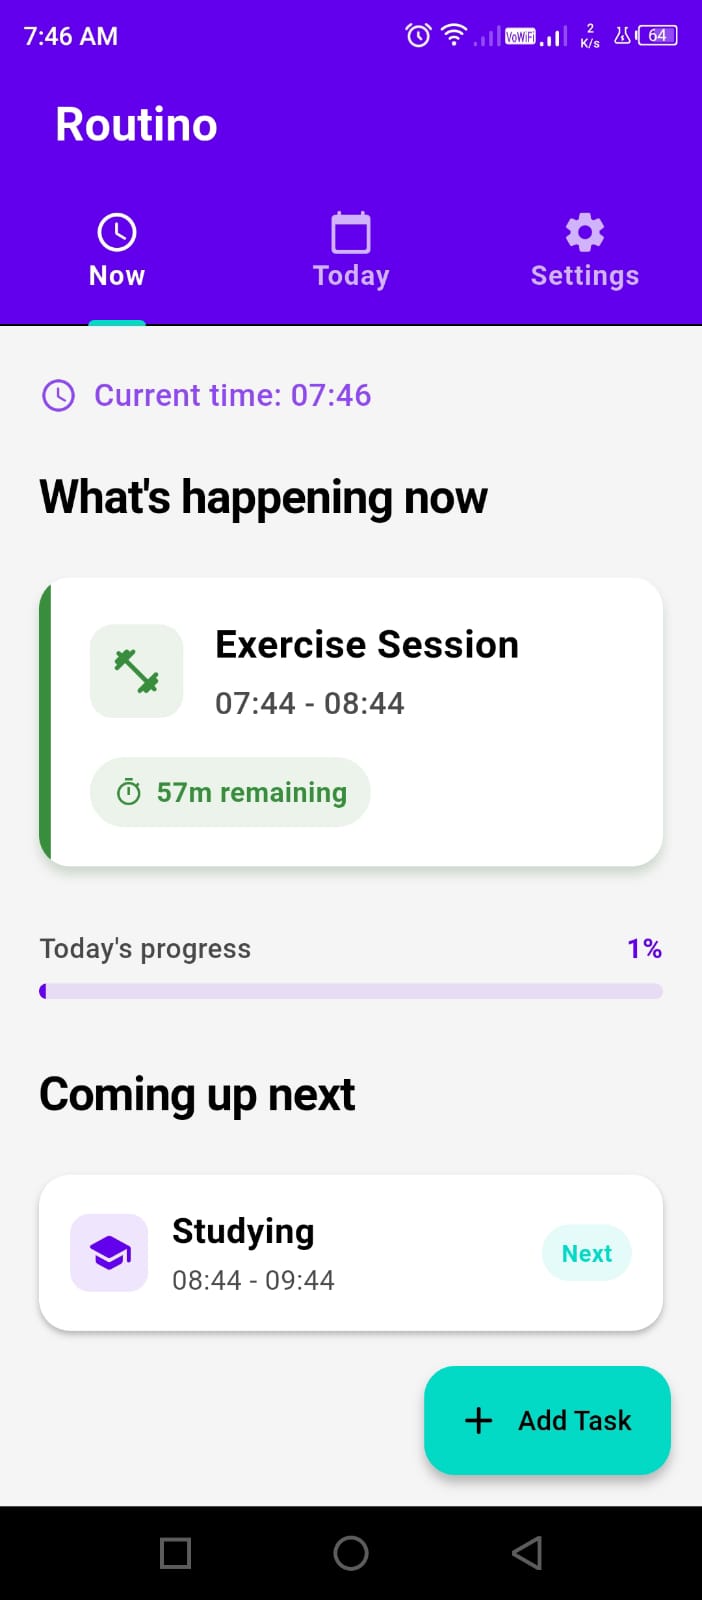 7:46 AM
VoWiFi
2
K/s
64
Routino
Now
Today
Settings
Current time: 07:46
What's happening now
Exercise Session
07:44 - 08:44
57m remaining
Today's progress
1%
Coming up next
Studying
08:44 - 09:44
Next
Add Task